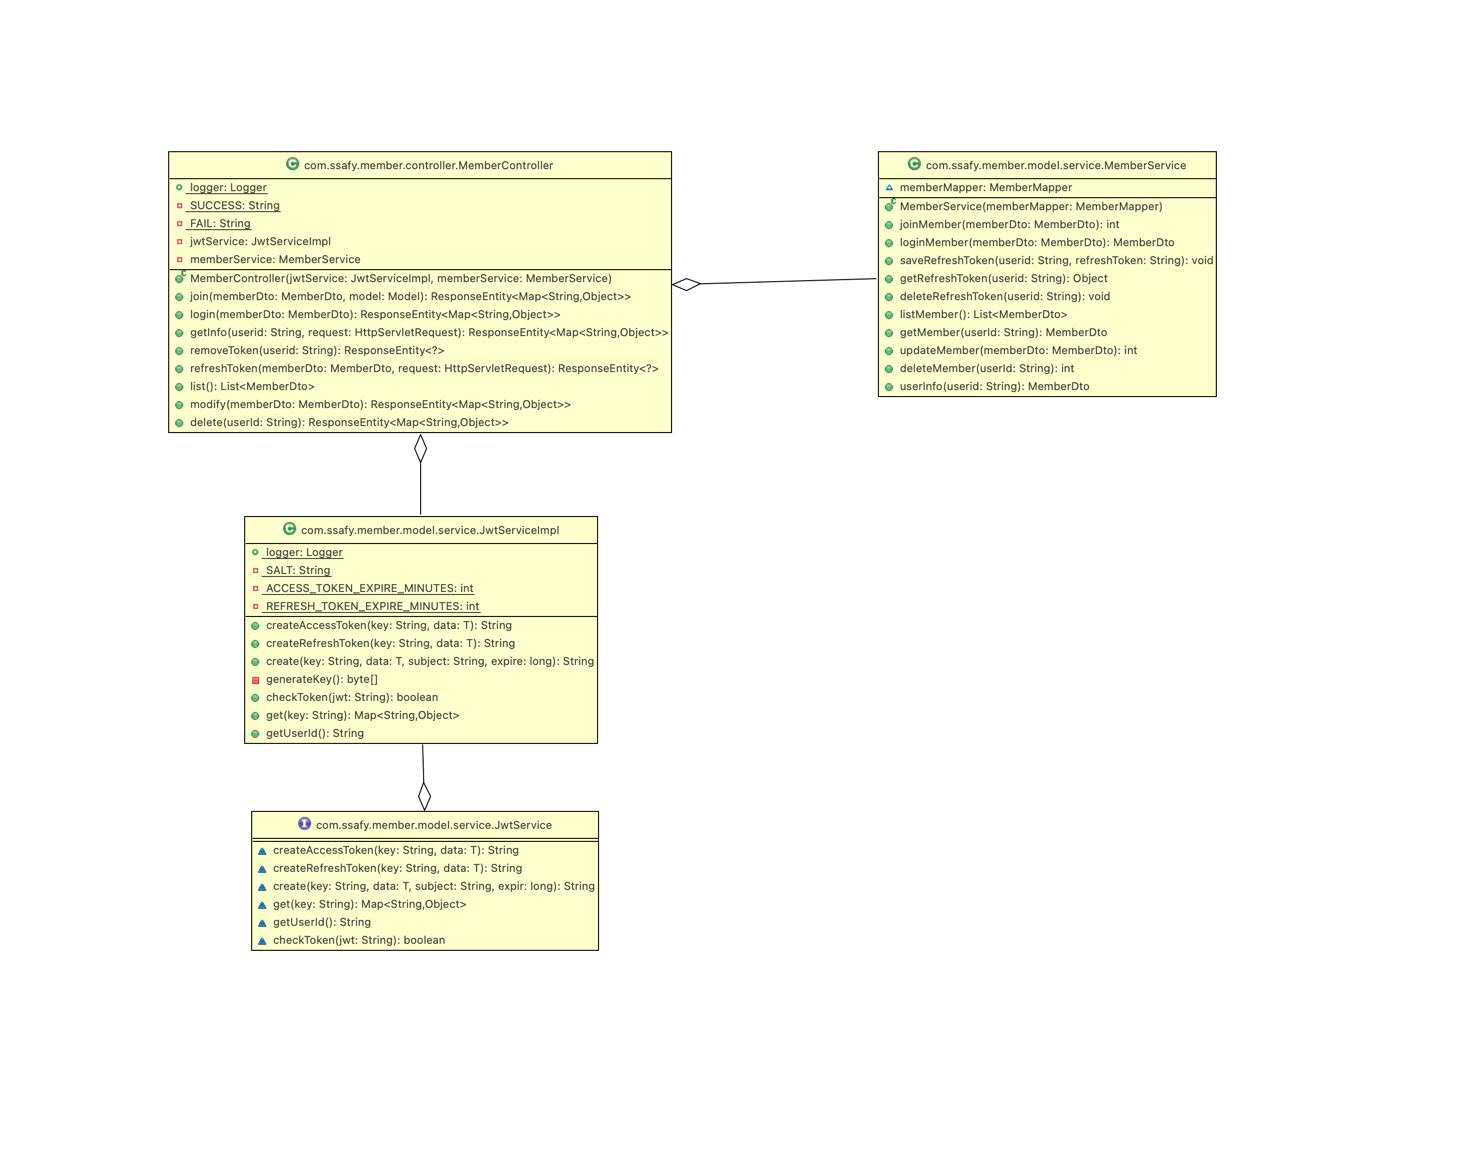 C com.ssafy.member.controller.MemberController
logger: Logger
SUCCESS: String
FAIL: String
jwtService: JwtServiceImpl
memberService: MemberService
C
MemberController(jwtService: JwtServiceImpl, memberService: MemberService)
join(memberDto: MemberDto, model: Model): ResponseEntity<Map<String,Object>>
login(memberDto: MemberDto): ResponseEntity<Map<String,Object>>
getInfo(userid: String, request: HttpServletRequest): ResponseEntity<Map<String,Object>>
removeToken(userid: String): ResponseEntity<?>
refreshToken(memberDto: MemberDto, request: HttpServletRequest): ResponseEntity<?>
list(): List<MemberDto>
modify(memberDto: MemberDto): ResponseEntity<Map<String,Object>>
delete(userId: String): ResponseEntity<Map<String,Object>>
C com.ssafy.member.model.service.MemberService
memberMapper: MemberMapper
C
MemberService(memberMapper: MemberMapper)
joinMember(memberDto: MemberDto): int
loginMember(memberDto: MemberDto): MemberDto
saveRefreshToken(userid: String, refreshToken: String): void
getRefreshToken(userid: String): Object
deleteRefreshToken(userid: String): void
listMember(): List<MemberDto>
getMember(userId: String): MemberDto
updateMember(memberDto: MemberDto): int
deleteMember(userId: String): int
userInfo(userid: String): MemberDto
C com.ssafy.member.model.service.JwtServiceImpl
logger: Logger
SALT: String
ACCESS_TOKEN_EXPIRE_MINUTES: int
REFRESH_TOKEN_EXPIRE_MINUTES: int
createAccessToken(key: String, data: T): String
createRefreshToken(key: String, data: T): String
create(key: String, data: T, subject: String, expire: long): String
generateKey(): byte[]
checkToken(jwt: String): boolean
get(key: String): Map<String,Object>
getUserId(): String
I com.ssafy.member.model.service.JwtService
createAccessToken(key: String, data: T): String
createRefreshToken(key: String, data: T): String
create(key: String, data: T, subject: String, expir: long): String
get(key: String): Map<String,Object>
getUserId(): String
checkToken(jwt: String): boolean